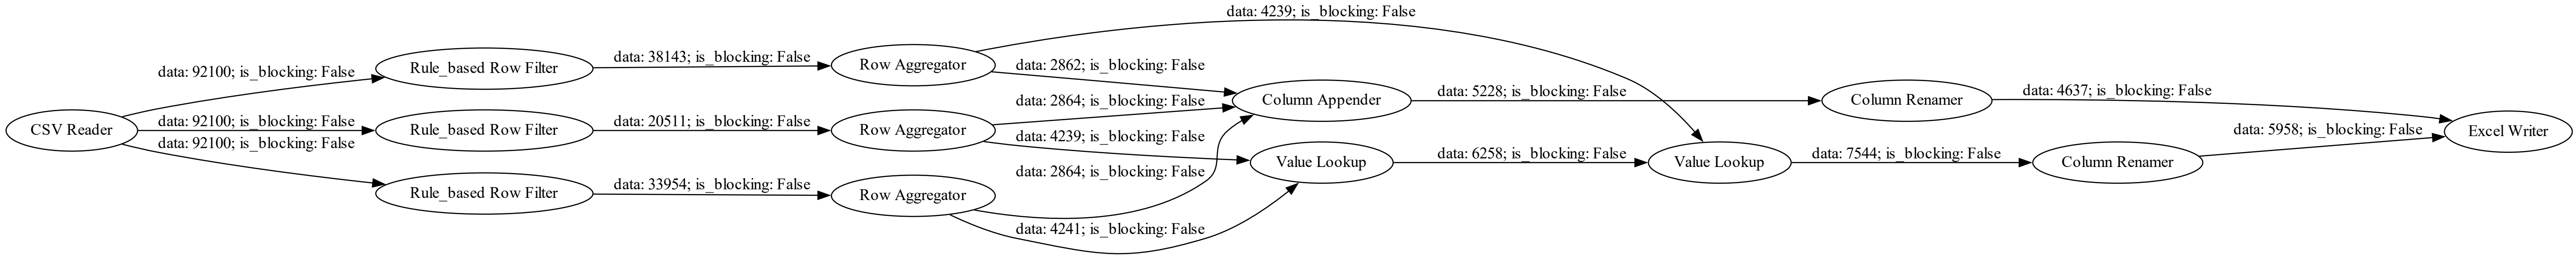 data: 4239; is_blocking: False
data: 92100; is_blocking: False
Rule_based Row Filter
data: 38143; is_blocking: False
Row Aggregator
data: 2862; is_blocking: False
CSV Reader
data: 92100; is_blocking: False
Rule_based Row Filter
data: 20511; is_blocking: False
Row Aggregator
data: 2864; is_blocking: False
Column Appender
data: 5228; is_blocking: False
Column Renamer
data: 4637; is_blocking: False
Excel Writer
data: 92100; is_blocking: False
Rule_based Row Filter
data: 33954; is_blocking: False
Row Aggregator
data: 4239; is_blocking: False
Value Lookup
data: 6258; is_blocking: False
Value Lookup
data: 7544; is_blocking: False
Column Renamer
data: 5958; is_blocking: False
data: 2864; is_blocking: False
data: 4241; is_blocking: False